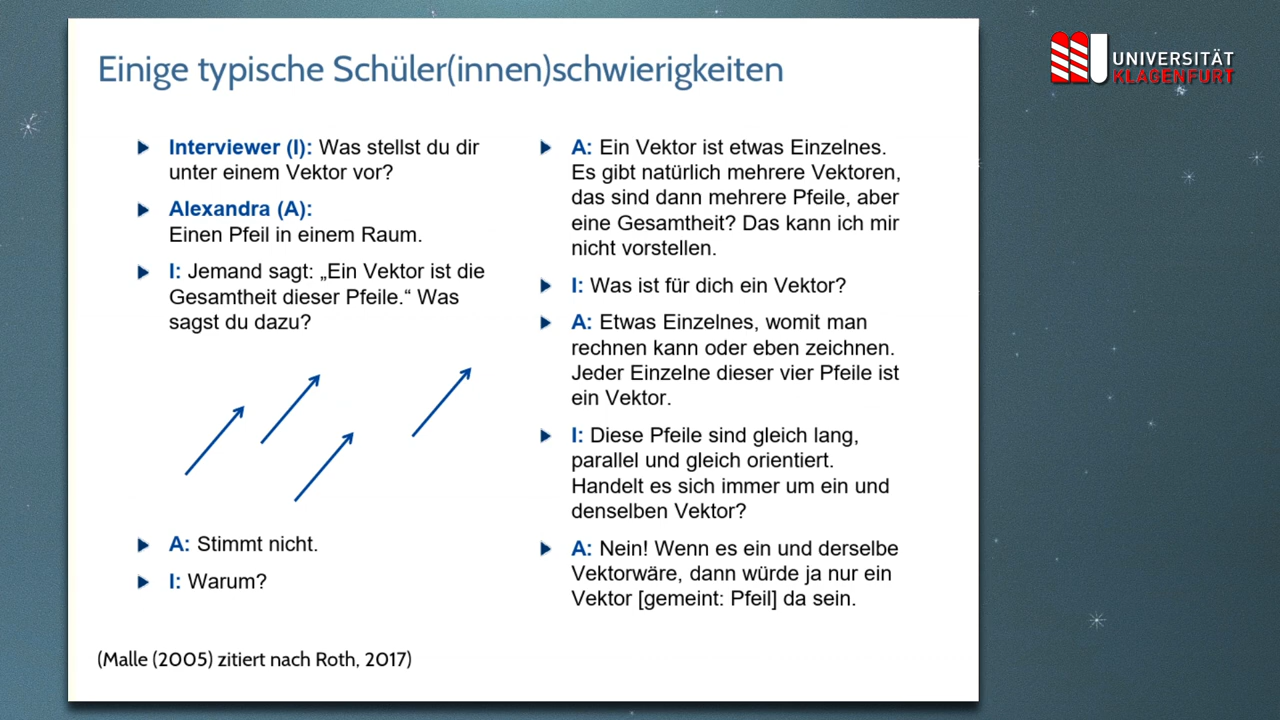 Einige typische Schüler(innen)schwierigkeiten
UNIVERSITÄT
KLAGENFURT
Interviewer (I): Was stellst du dir
unter einem Vektor vor?
Alexandra (A):
Einen Pfeil in einem Raum.
I: Jemand sagt: „Ein Vektor ist die
Gesamtheit dieser Pfeile.“ Was
sagst du dazu?
A: Stimmt nicht.
I: Warum?
A: Ein Vektor ist etwas Einzelnes.
Es gibt natürlich mehrere Vektoren,
das sind dann mehrere Pfeile, aber
eine Gesamtheit? Das kann ich mir
nicht vorstellen.
I: Was ist für dich ein Vektor?
A: Etwas Einzelnes, womit man
rechnen kann oder eben zeichnen.
Jeder Einzelne dieser vier Pfeile ist
ein Vektor.
I: Diese Pfeile sind gleich lang,
parallel und gleich orientiert.
Handelt es sich immer um ein und
denselben Vektor?
A: Nein! Wenn es ein und derselbe
Vektorwäre, dann würde ja nur ein
Vektor [gemeint: Pfeil] da sein.
(Malle (2005) zitiert nach Roth, 2017)